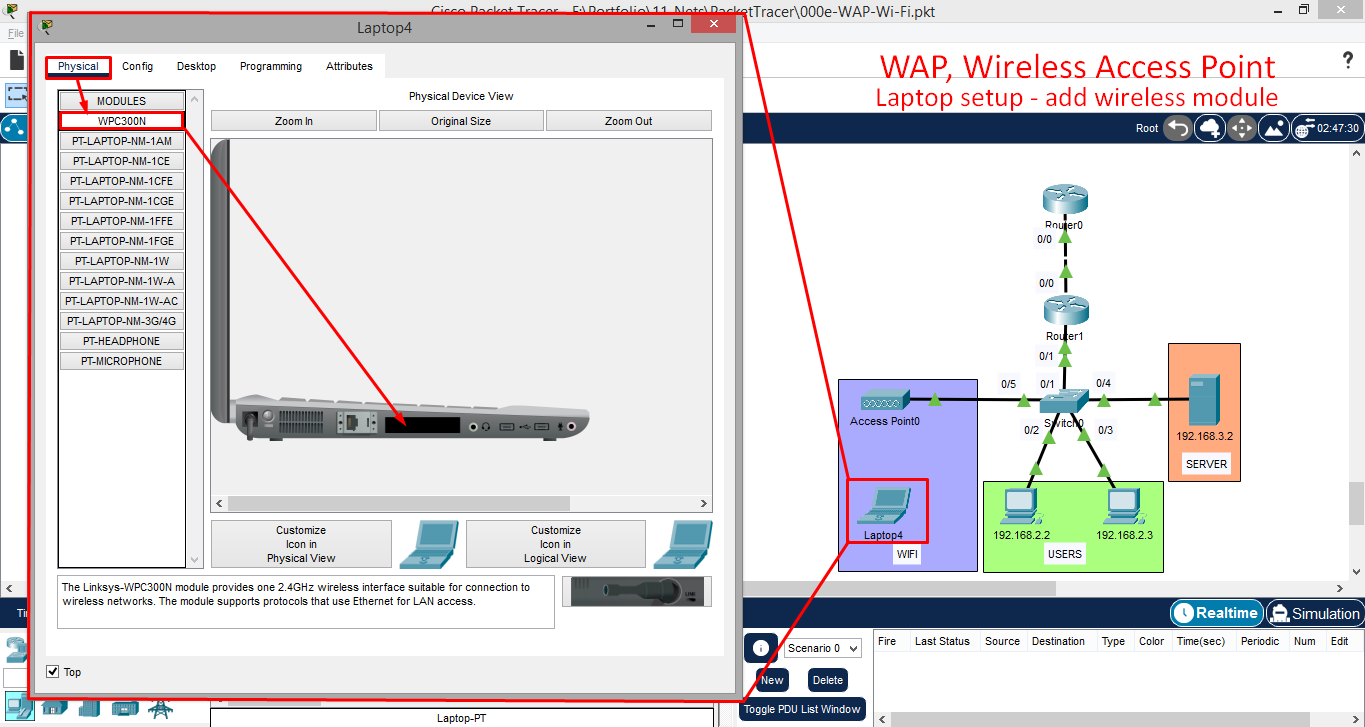 Cisco Packet Tracer - E:\Portfolio\11-Nets\PacketTracer\000e-WAP-Wi-Fi.pkt
Laptop4
File
Physical
Config
Desktop
Programming
Attributes
WAP, Wireless Access Point
Laptop setup - add wireless module
?
MODULES
WPC300N
PT-LAPTOP-NM-1AM
PT-LAPTOP-NM-1CE
PT-LAPTOP-NM-1CFE
PT-LAPTOP-NM-1CGE
PT-LAPTOP-NM-1FFE
PT-LAPTOP-NM-1FGE
PT-LAPTOP-NM-1W
PT-LAPTOP-NM-1W-A
PT-LAPTOP-NM-1W-AC
PT-LAPTOP-NM-3G/4G
PT-HEADPHONE
PT-MICROPHONE
Physical Device View
Zoom In
Original Size
Zoom Out
Root
02:47:30
Router0
0/0
0/0
Router1
0/1
0/5
0/1
0/4
Access Point0
Switch0
0/2
0/3
192.168.3.2
SERVER
Laptop4
WIFI
192.168.2.2
192.168.2.3
USERS
Customize
Icon in
Physical View
Customize
Icon in
Logical View
The Linksys-WPC300N module provides one 2.4GHz wireless interface suitable for connection to
wireless networks. The module supports protocols that use Ethernet for LAN access.
LINK
Top
Realtime
Simulation
Scenario 0
New
Delete
Toggle PDU List Window
Fire
Last Status
Source
Destination
Type
Color
Time(sec)
Periodic
Num
Edit
Laptop-PT